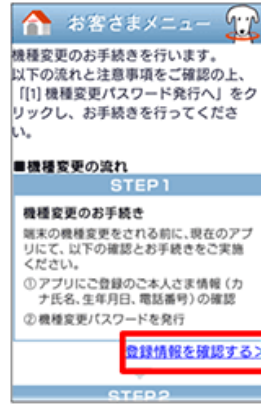 お客さまメニュー
機種変更のお手続きを行います。
以下の流れと注意事項をご確認の上、
「[1] 機種変更パスワード発行へ」をク
リックし、お手続きを行ってくださ
い。
■機種変更の流れ
STEP1
機種変更のお手続き
端末の機種変更をされる前に、現在のアプ
リにて、以下の確認とお手続きをご実施
ください。
①アプリにご登録のご本人さま情報（カ
ナ氏名、生年月日、電話番号）の確認
②機種変更パスワードを発行
登録情報を確認する＞
STEP2